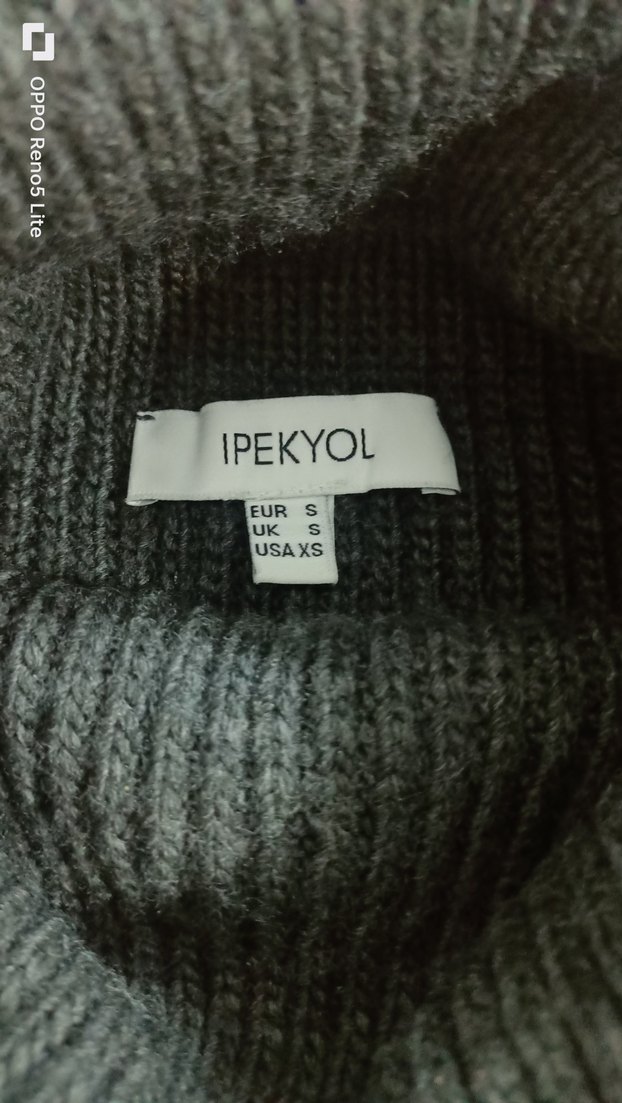 OPPO Reno5 Lite
IPEKYOL
EUR S
UK S
USA XS